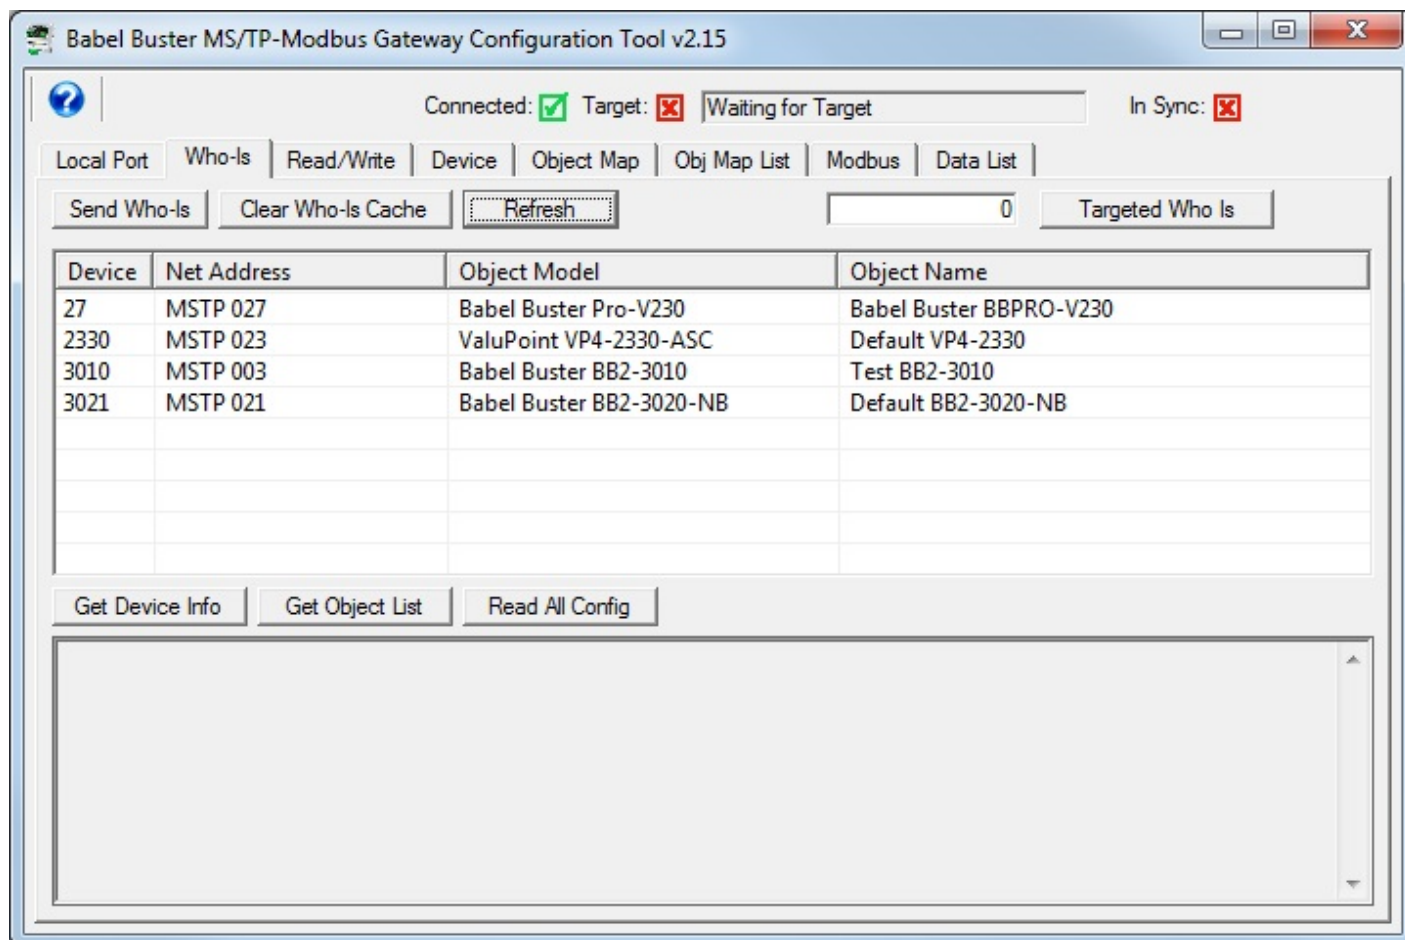 Babel Buster MS/TP-Modbus Gateway Configuration Tool v2.15
Connected: Target: Waiting for Target In Sync:
Local Port Who-Is Read/Write Device Object Map Obj Map List Modbus Data List
Send Who-Is Clear Who-Is Cache Refresh 0 Targeted Who Is
Device Net Address Object Model Object Name
27 MSTP 027 Babel Buster Pro-V230 Babel Buster BBPRO-V230
2330 MSTP 023 ValuPoint VP4-2330-ASC Default VP4-2330
3010 MSTP 003 Babel Buster BB2-3010 Test BB2-3010
3021 MSTP 021 Babel Buster BB2-3020-NB Default BB2-3020-NB
Get Device Info Get Object List Read All Config